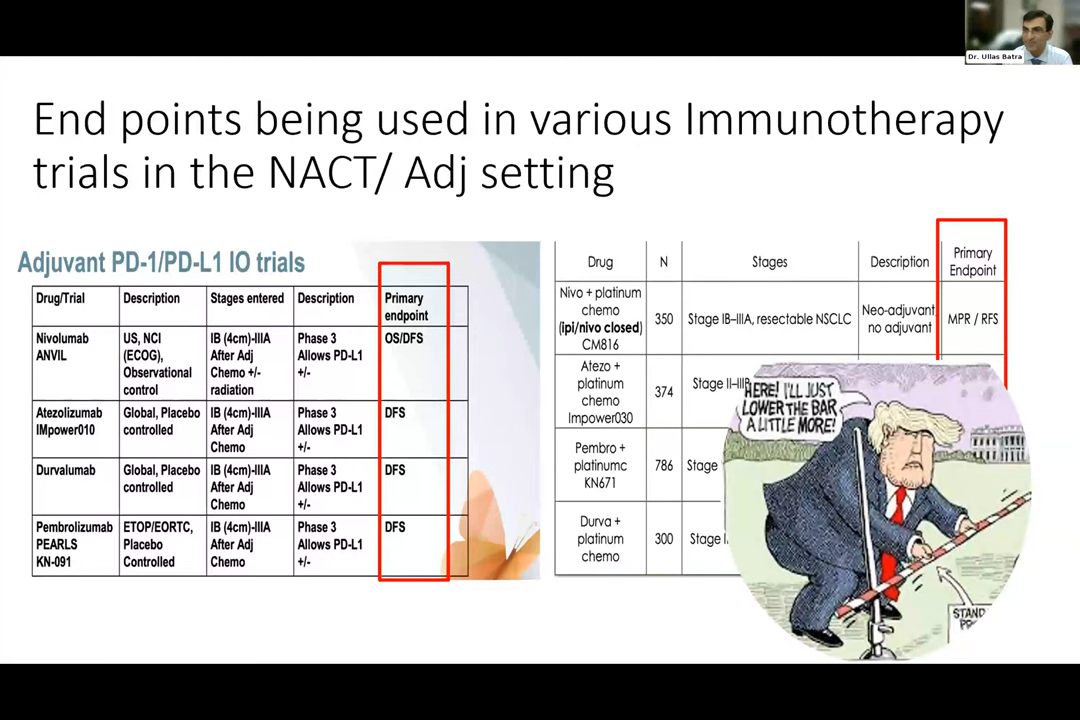 Dr. Ullas Batra
End points being used in various Immunotherapy
trials in the NACT/ Adj setting
Adjuvant PD-1/PD-L1 IO trials
Drug/Trial
Description
Stages entered
Description
Primary
endpoint
Nivolumab
ANVIL
US, NCI
(ECOG),
Observational
control
IB (4cm)-IIIA
After Adj
Chemo +/-
radiation
Phase 3
Allows PD-L1
+/-
OS/DFS
Atezolizumab
IMpower010
Global, Placebo
controlled
IB (4cm)-IIIA
After Adj
Chemo
Phase 3
Allows PD-L1
+/-
DFS
Durvalumab
Global, Placebo
controlled
IB (4cm)-IIIA
After Adj
Chemo
Phase 3
Allows PD-L1
+/-
DFS
Pembrolizumab
PEARLS
KN-091
ETOP/EORTC,
Placebo
Controlled
IB (4cm)-IIIA
After Adj
Chemo
Phase 3
Allows PD-L1
+/-
DFS
Drug
N
Stages
Description
Primary
Endpoint
Nivo + platinum
chemo
(ipi/nivo closed)
CM816
350
Stage IB-IIIA, resectable NSCLC
Neo-adjuvant
no adjuvant
MPR / RFS
Atezo +
platinum
chemo
Impower030
374
Stage II-IIIB
Pembro +
platinumc
KN671
786
Stage
Durva +
platinum
chemo
300
Stage
HERE! I'LL JUST
LOWER THE BAR
A LITTLE MORE!
STAND